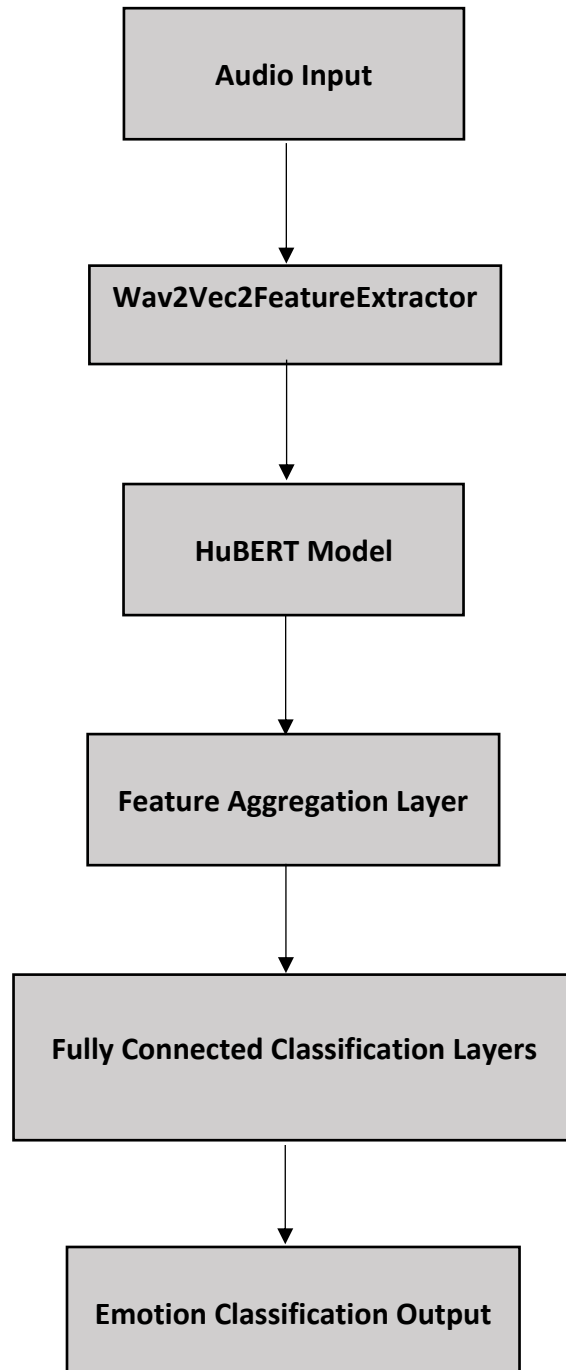 Audio Input
Wav2Vec2FeatureExtractor
HuBERT Model
Feature Aggregation Layer
Fully Connected Classification Layers
Emotion Classification Output